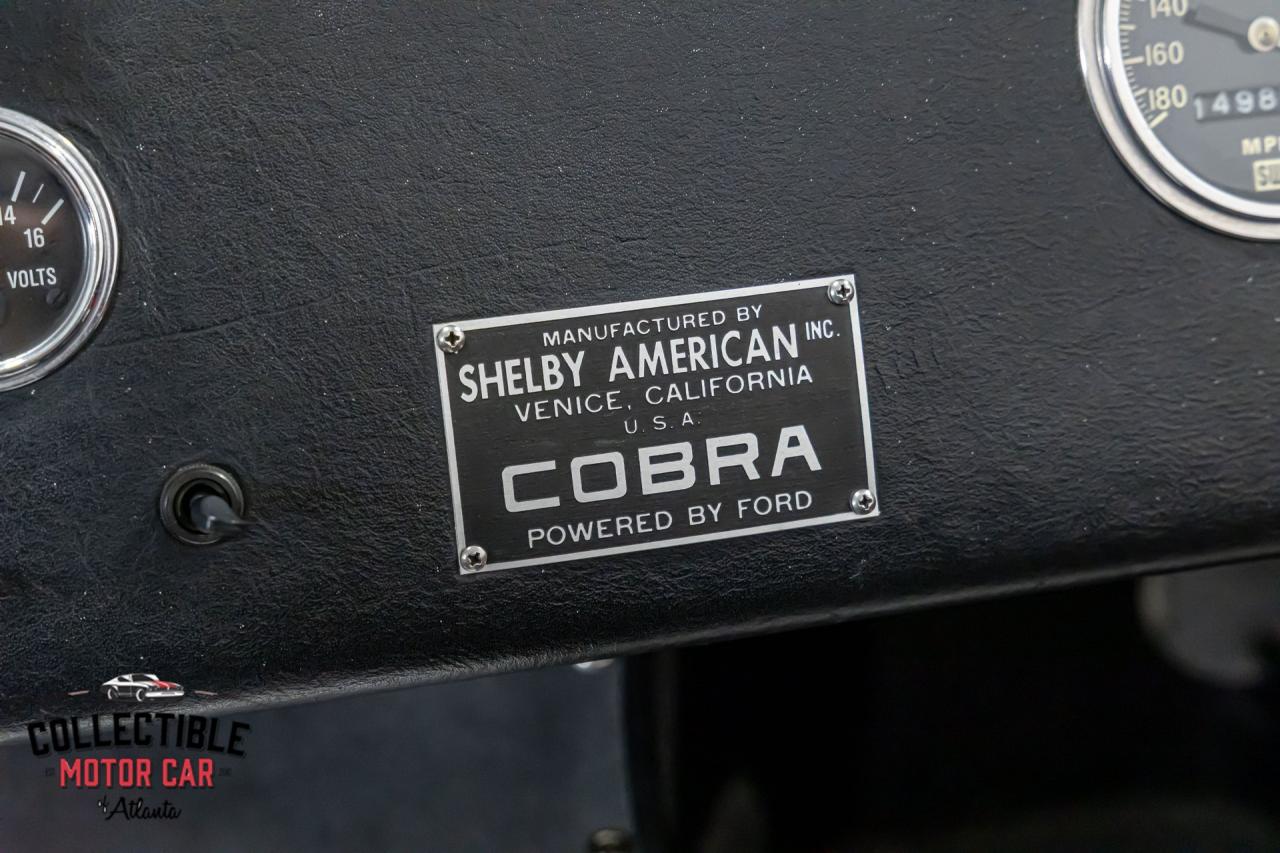 140
160
180
1498
14
16
VOLTS
MANUFACTURED BY
SHELBY AMERICAN INC.
VENICE, CALIFORNIA
U. S. A.
COBRA
POWERED BY FORD
COLLECTIBLE
MOTOR CAR
of Atlanta